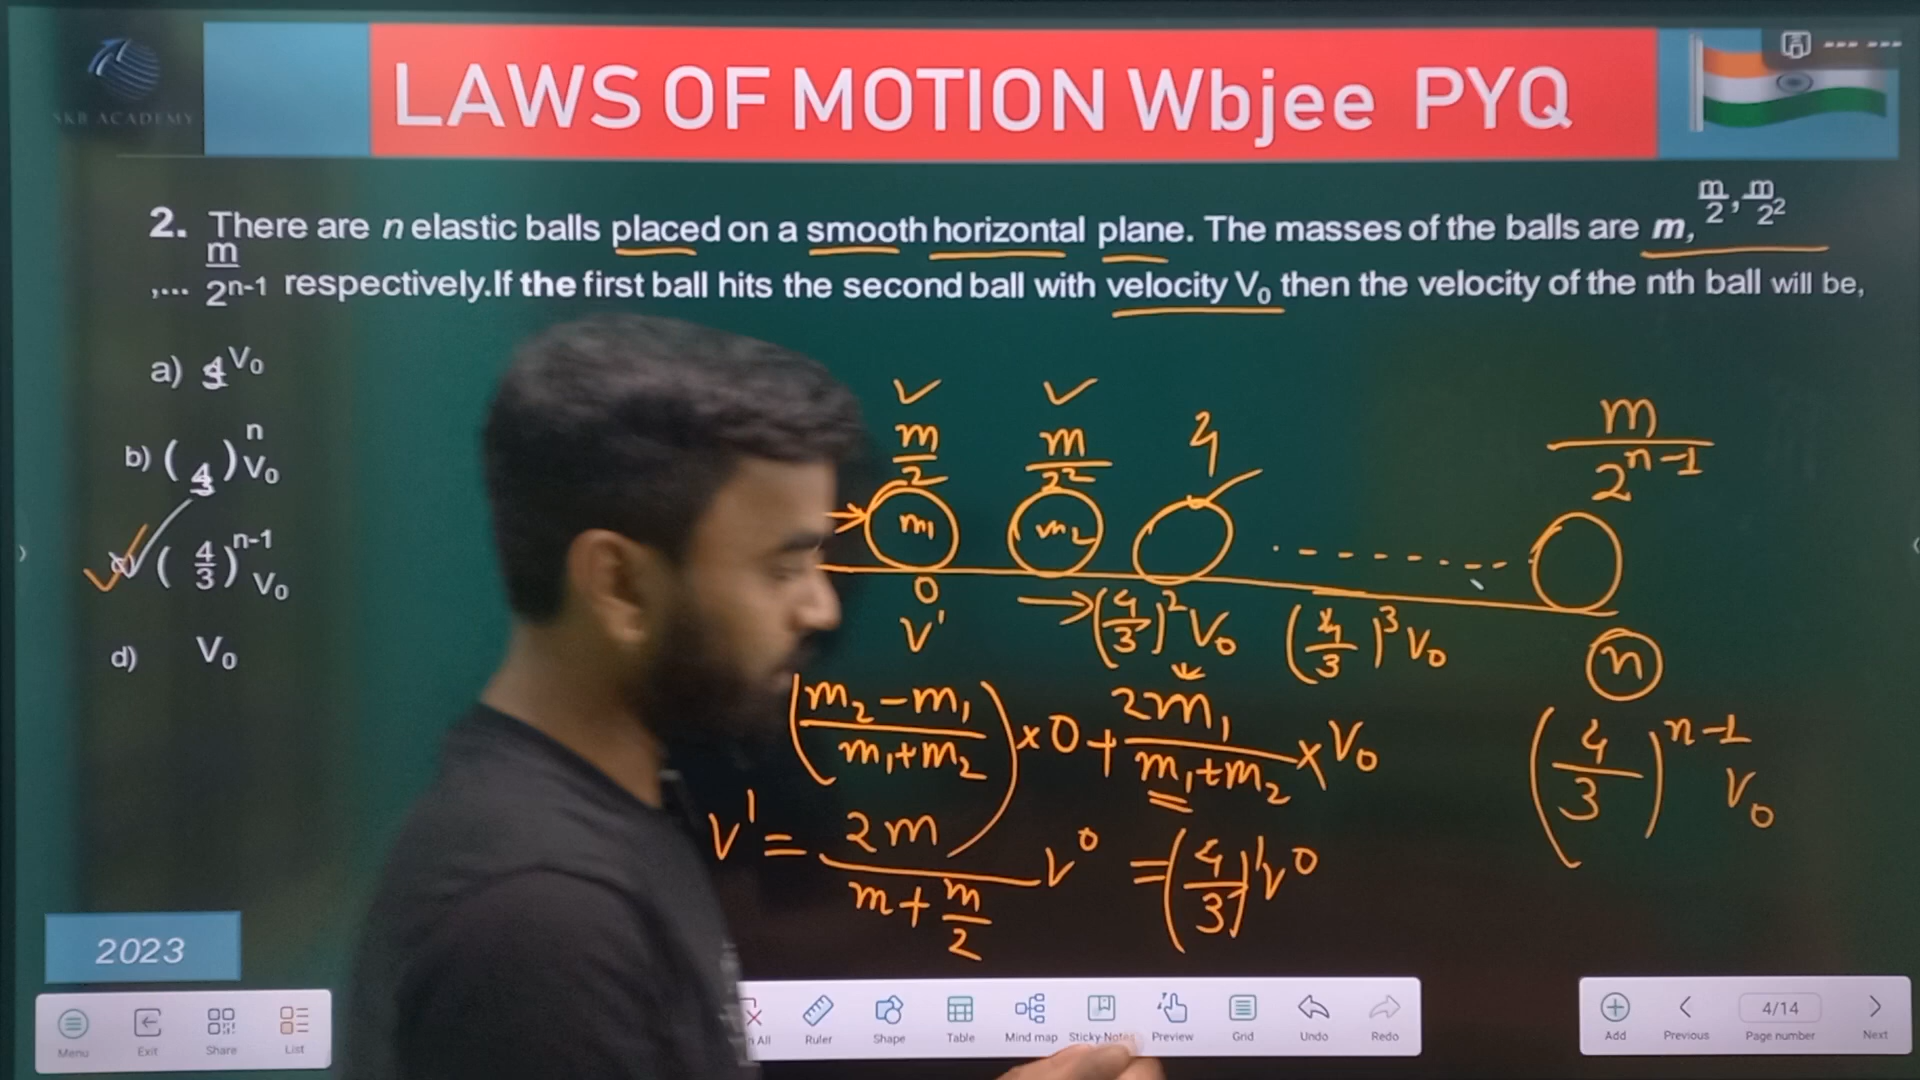 SKB ACADEMY
LAWS OF MOTION Wbjee PYQ
2. There are n elastic balls placed on a smooth horizontal plane. The masses of the balls are m, m/2, m/2²
,... m/2ⁿ⁻¹ respectively.If the first ball hits the second ball with velocity V₀ then the velocity of the nth ball will be,
a) V₀
b) ( )ⁿ V₀
(4/3)ⁿ⁻¹ V₀
d) V₀
m/2 m/2² 4 m/2ⁿ⁻¹
m₁ m₂
0 → (4/3)² V₀ (4/3)³ V₀ n
V'
(m₂-m₁/m₁+m₂) ×0 + 2m₁/m₁+m₂ × V₀ (4/3)ⁿ⁻¹ V₀
V' = 2m/m+m/2 V⁰ = (4/3)¹ V⁰
2023
Menu Exit Share List
All Ruler Shape Table Mind map Sticky Notes Preview Grid Undo Redo
Add Previous 4/14 Page number Next